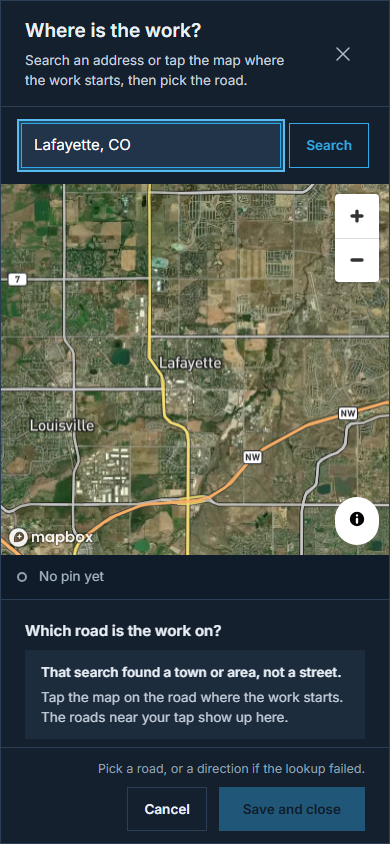 Where is the work?
Search an address or tap the map where
the work starts, then pick the road.
Lafayette, CO
Search
7
Lafayette
Louisville
NW
NW
mapbox
No pin yet
Which road is the work on?
That search found a town or area, not a street.
Tap the map on the road where the work starts.
The roads near your tap show up here.
Pick a road, or a direction if the lookup failed.
Cancel
Save and close